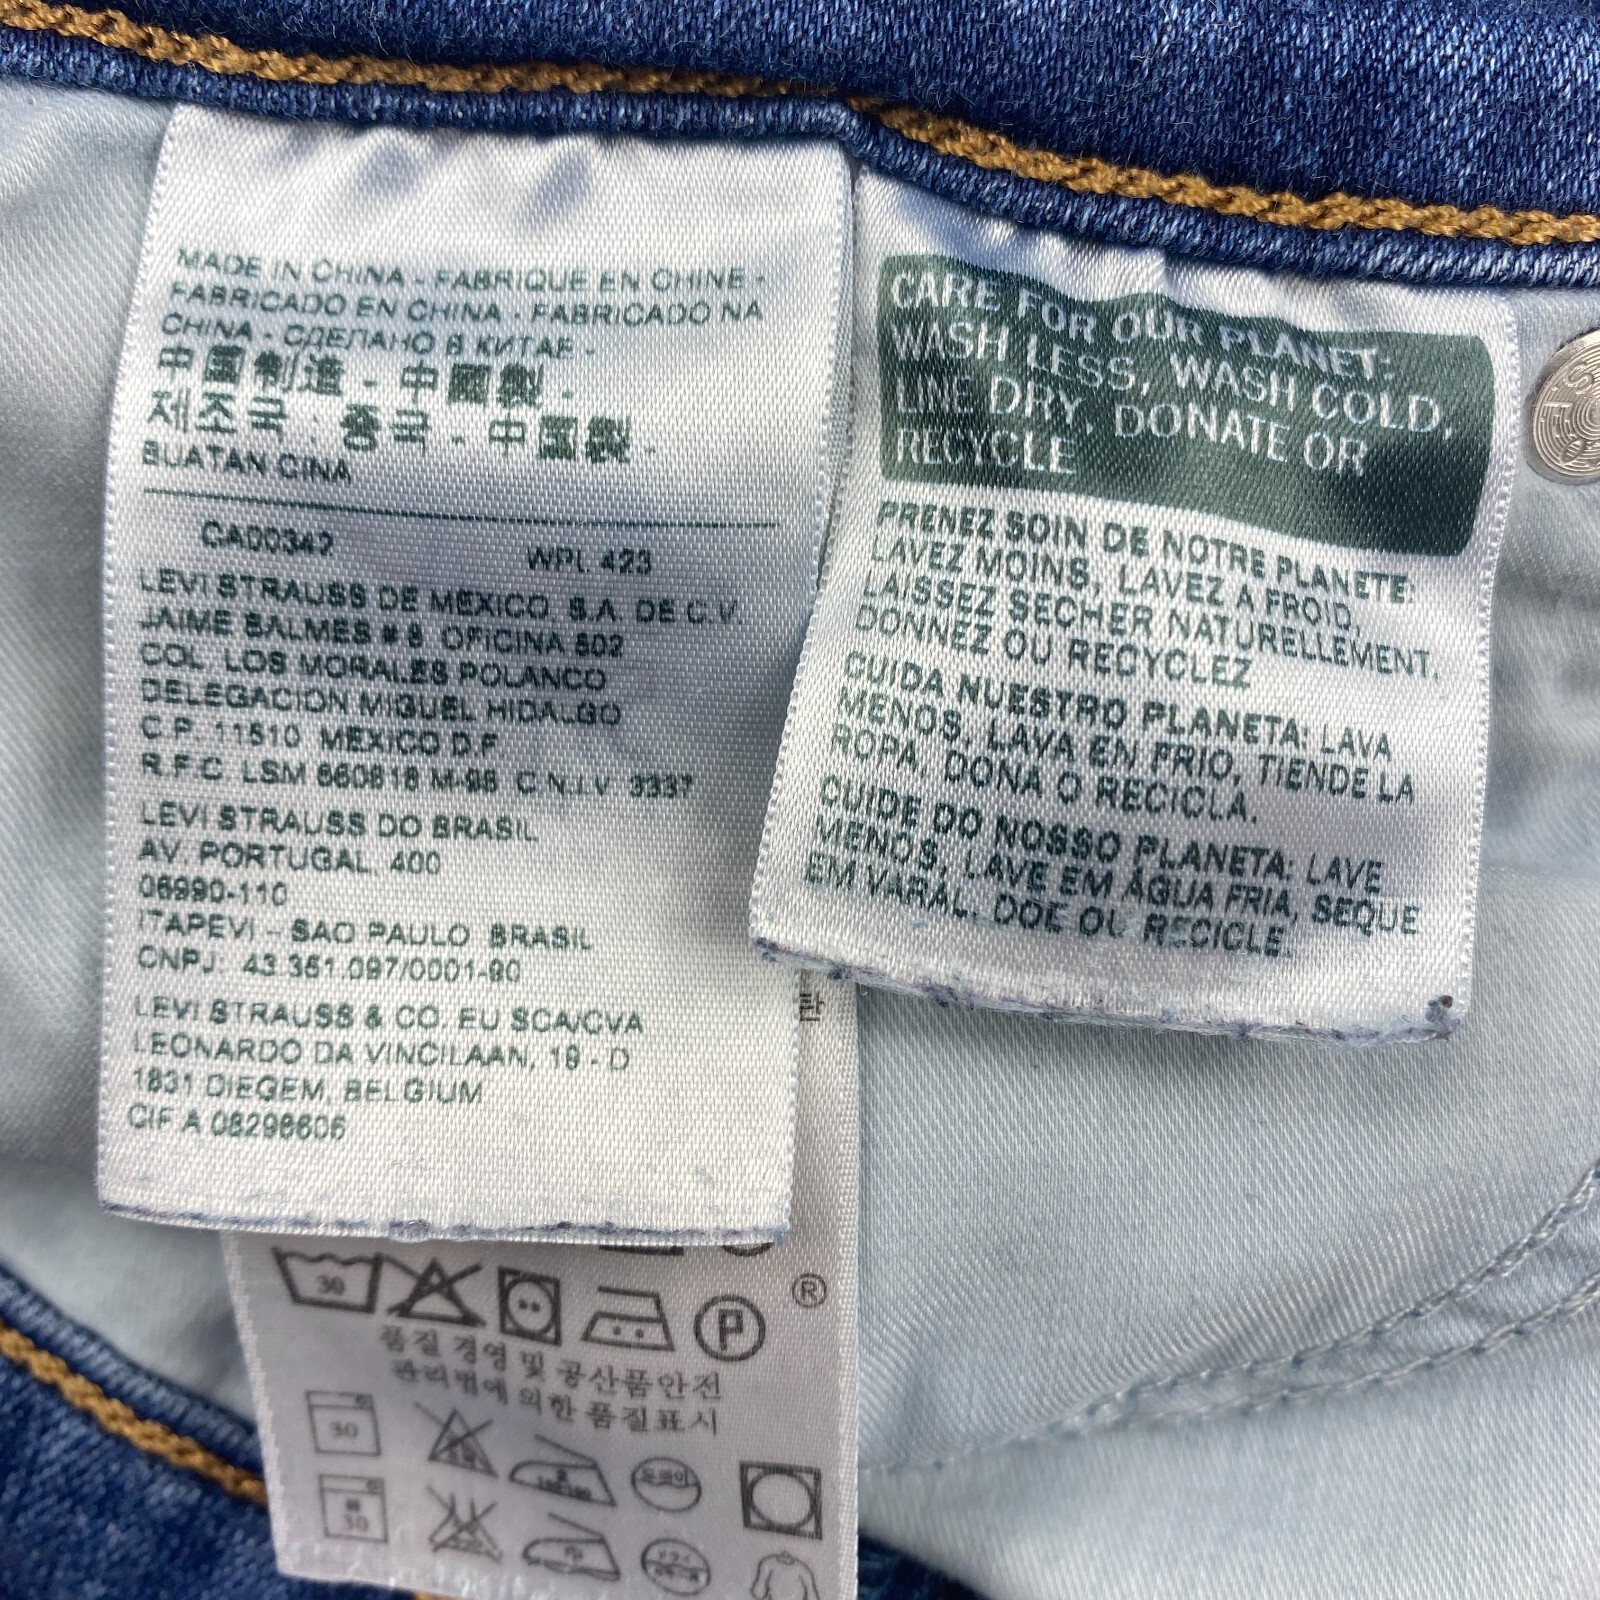 MADE IN CHINA - FABRIQUE EN CHINE -
FABRICADO EN CHINA - FABRICADO NA
CHINA - СДЕЛАНО В КИТАЕ -
中国制造 - 中國製 -
제조국 : 중국 - 中國製 -
BUATAN CINA
CA00342 WPL 423
LEVI STRAUSS DE MEXICO, S.A. DE C.V.
JAIME BALMES # 8 OFICINA 802
COL. LOS MORALES POLANCO
DELEGACION MIGUEL HIDALGO
C.P. 11510 MEXICO D.F.
R.F.C. LSM 660818 M-98 C.N.I.V. 3337
LEVI STRAUSS DO BRASIL
AV. PORTUGAL, 400
06990-110
ITAPEVI - SAO PAULO BRASIL
CNPJ: 43.351.097/0001-90
LEVI STRAUSS & CO. EU SCA/CVA
LEONARDO DA VINCILAAN, 19 - D
1831 DIEGEM, BELGIUM
CIF A 08298606
CARE FOR OUR PLANET:
WASH LESS, WASH COLD,
LINE DRY, DONATE OR
RECYCLE
PRENEZ SOIN DE NOTRE PLANETE:
LAVEZ MOINS, LAVEZ A FROID,
LAISSEZ SECHER NATURELLEMENT,
DONNEZ OU RECYCLEZ
CUIDA NUESTRO PLANETA: LAVA
MENOS, LAVA EN FRIO, TIENDE LA
ROPA, DONA O RECICLA.
CUIDE DO NOSSO PLANETA: LAVE
MENOS, LAVE EM ÁGUA FRIA, SEQUE
EM VARAL, DOE OU RECICLE.
30 P ®
품질경영 및 공산품안전
관리법에 의한 품질표시
30
30